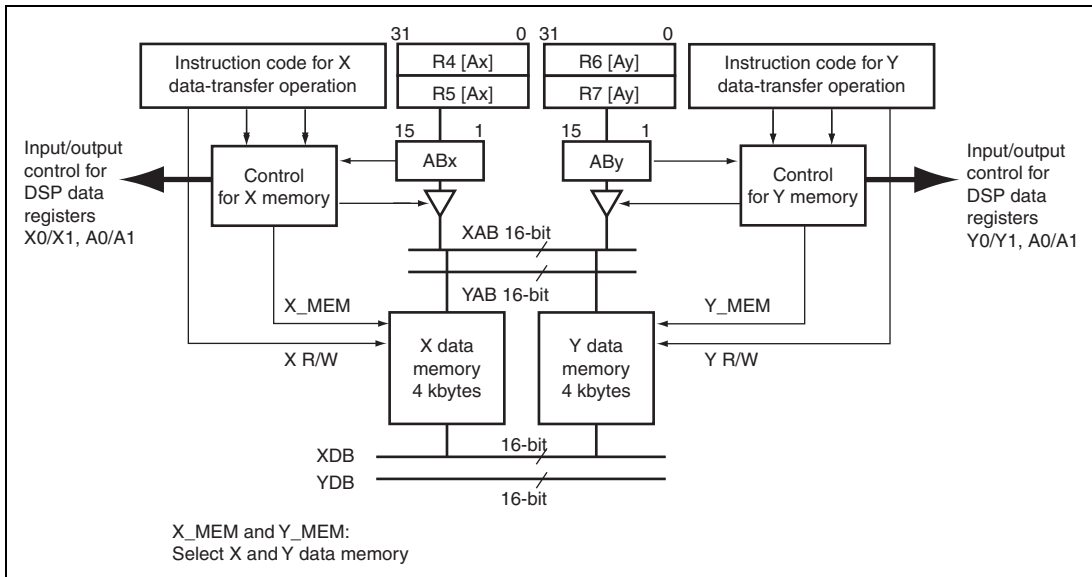 31 0 31 0
Instruction code for X
data-transfer operation
R4 [Ax]
R5 [Ax]
R6 [Ay]
R7 [Ay]
Instruction code for Y
data-transfer operation
15 1 15 1
Input/output
control for
DSP data
registers
X0/X1, A0/A1
Control
for X memory
ABx
ABy
Control
for Y memory
Input/output
control for
DSP data
registers
Y0/Y1, A0/A1
XAB 16-bit
YAB 16-bit
X_MEM
Y_MEM
X R/W
X data
memory
4 kbytes
Y data
memory
4 kbytes
Y R/W
XDB
16-bit
YDB
16-bit
X_MEM and Y_MEM:
Select X and Y data memory